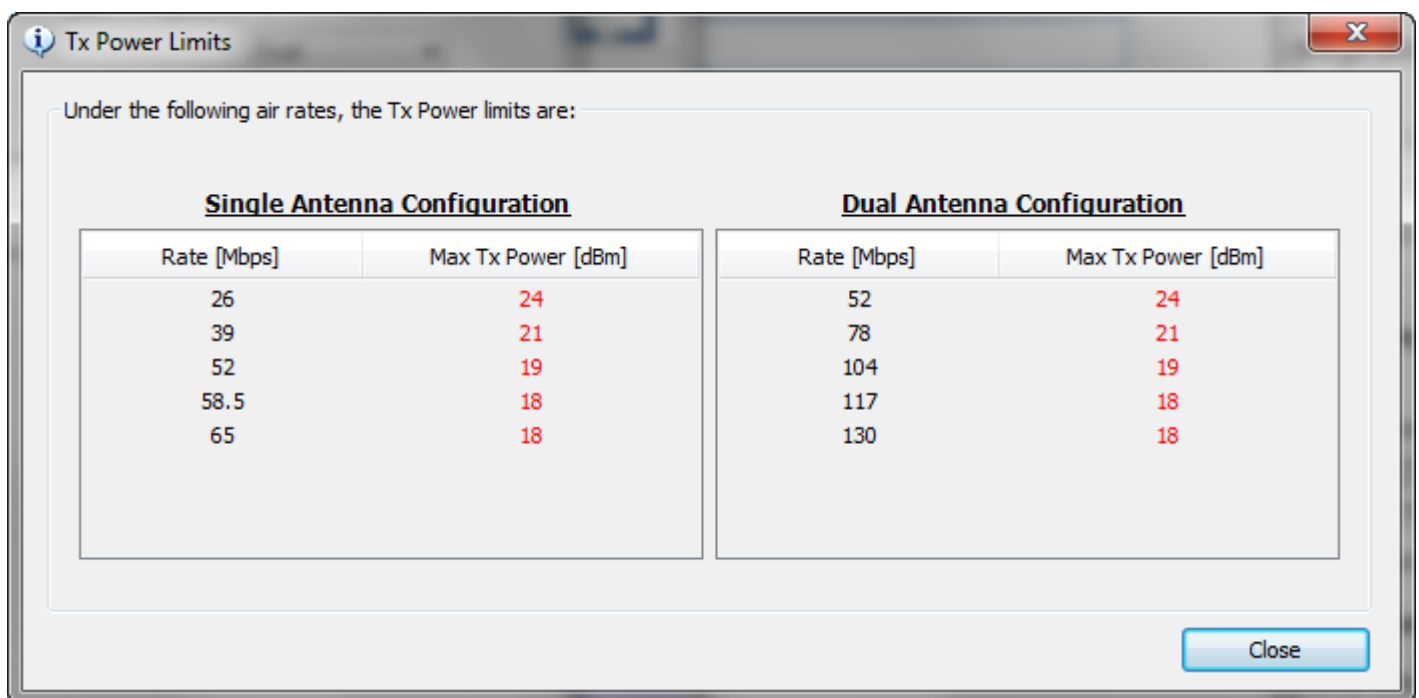 Tx Power Limits
Under the following air rates, the Tx Power limits are:
Single Antenna Configuration
Dual Antenna Configuration
Rate [Mbps] Max Tx Power [dBm] Rate [Mbps] Max Tx Power [dBm]
26 24 52 24
39 21 78 21
52 19 104 19
58.5 18 117 18
65 18 130 18
Close